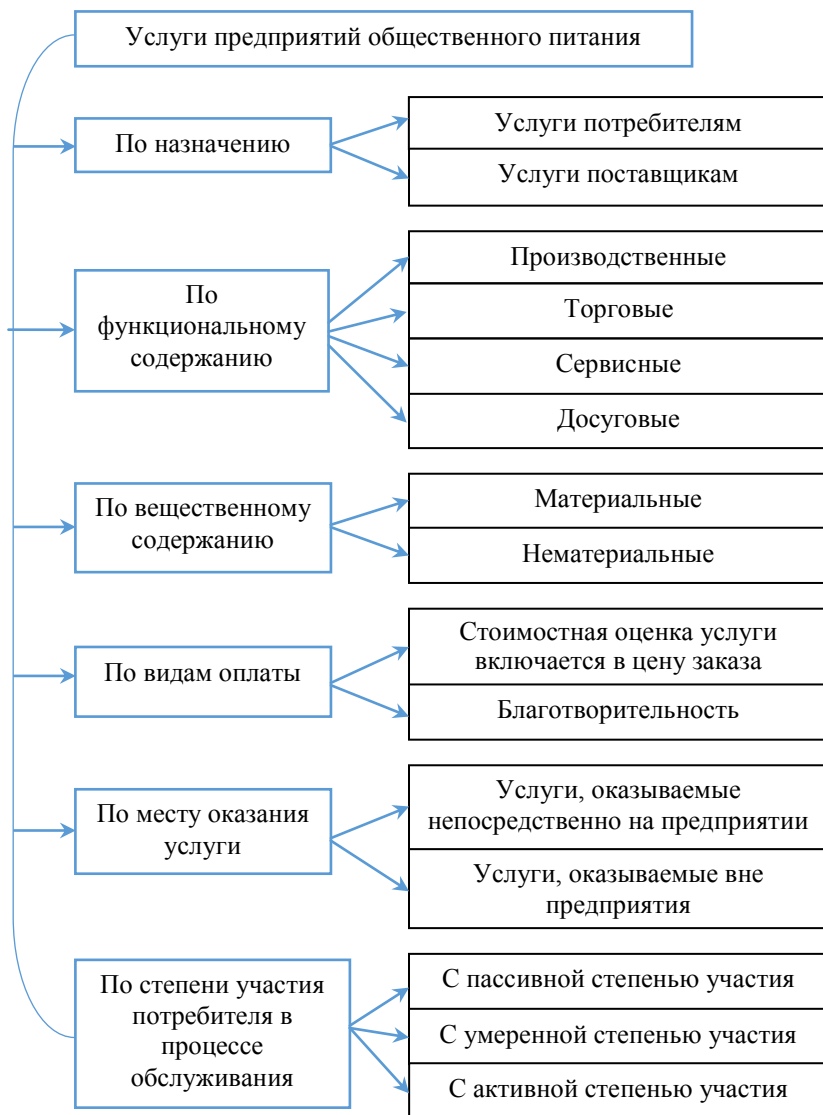 Услуги предприятий общественного питания
По назначению
Услуги потребителям
Услуги поставщикам
По
функциональному
содержанию
Производственные
Торговые
Сервисные
Досуговые
По вещественному
содержанию
Материальные
Нематериальные
По видам оплаты
Стоимостная оценка услуги
включается в цену заказа
Благотворительность
По месту оказания
услуги
Услуги, оказываемые
непосредственно на предприятии
Услуги, оказываемые вне
предприятия
По степени участия
потребителя в
процессе
обслуживания
С пассивной степенью участия
С умеренной степенью участия
С активной степенью участия